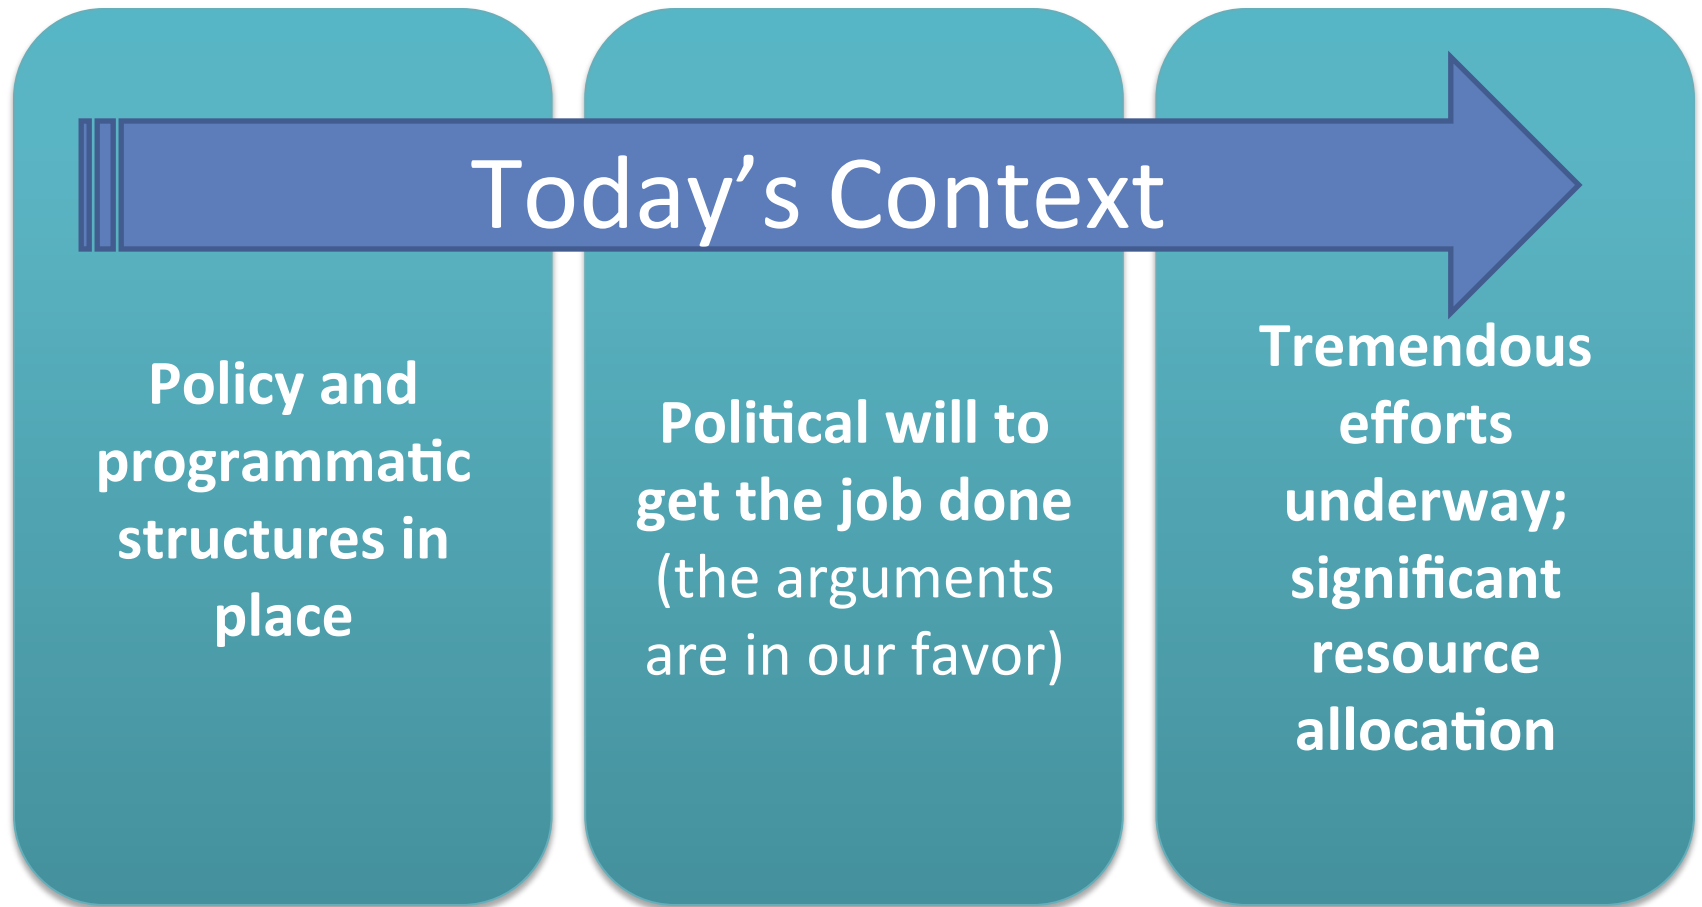 Today’s Context
Policy and
programmatic
structures in
place
Political will to
get the job done
(the arguments
are in our favor)
Tremendous
efforts
underway;
significant
resource
allocation